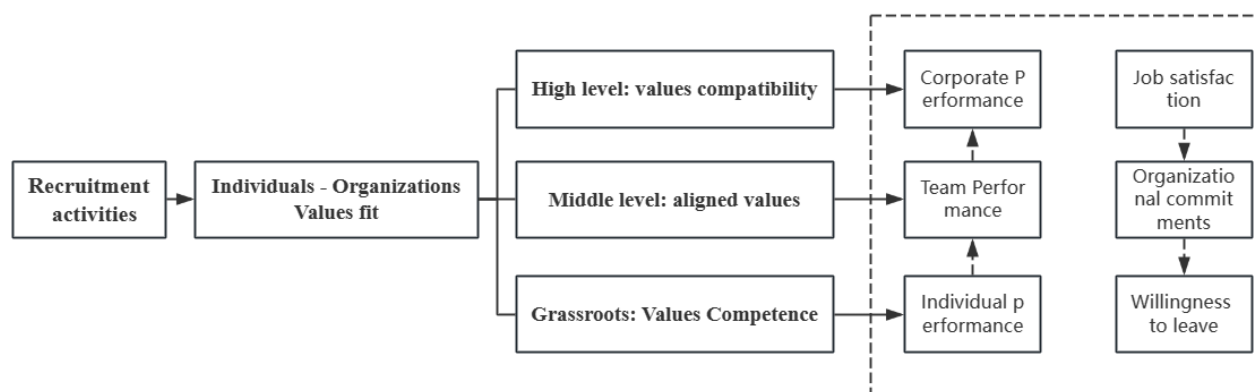 Recruitment
activities
Individuals - Organizations
Values fit
High level: values compatibility
Middle level: aligned values
Grassroots: Values Competence
Corporate P
erformance
Team Perfor
mance
Individual p
erformance
Job satisfac
tion
Organizatio
nal commit
ments
Willingness
to leave